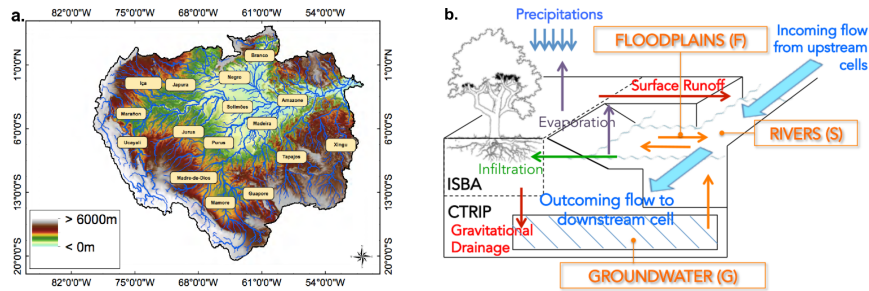 a.
82°0'0"W 75°0'0"W 68°0'0"W 61°0'0"W 54°0'0"W
1°0'0"N
6°0'0"S
13°0'0"S
20°0'0"S
1°0'0"N
6°0'0"S
13°0'0"S
20°0'0"S
Branco
Negro
Iça
Japura
Solimões
Amazone
Marañon
Madeira
Jurua
Ucayali
Purus
Xingu
Tapajos
Madre-de-Dios
Guapore
Mamore
> 6000m
< 0m
82°0'0"W 75°0'0"W 68°0'0"W 61°0'0"W 54°0'0"W
b.
Precipitations
FLOODPLAINS (F)
Incoming flow
from upstream
cells
Surface Runoff
Evaporation
RIVERS (S)
Infiltration
ISBA
Outcoming flow to
downstream cell
CTRIP
Gravitational
Drainage
GROUNDWATER (G)